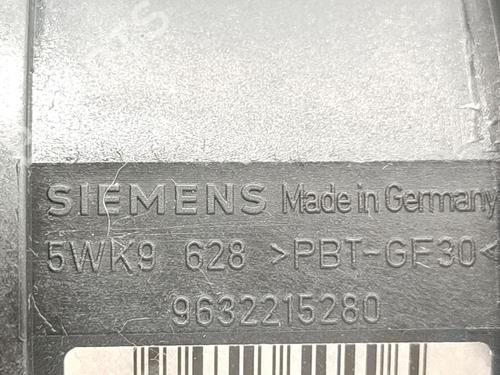 SIEMENS Made in Germany
5WK9 628 >PBT-GF30<
9632215280